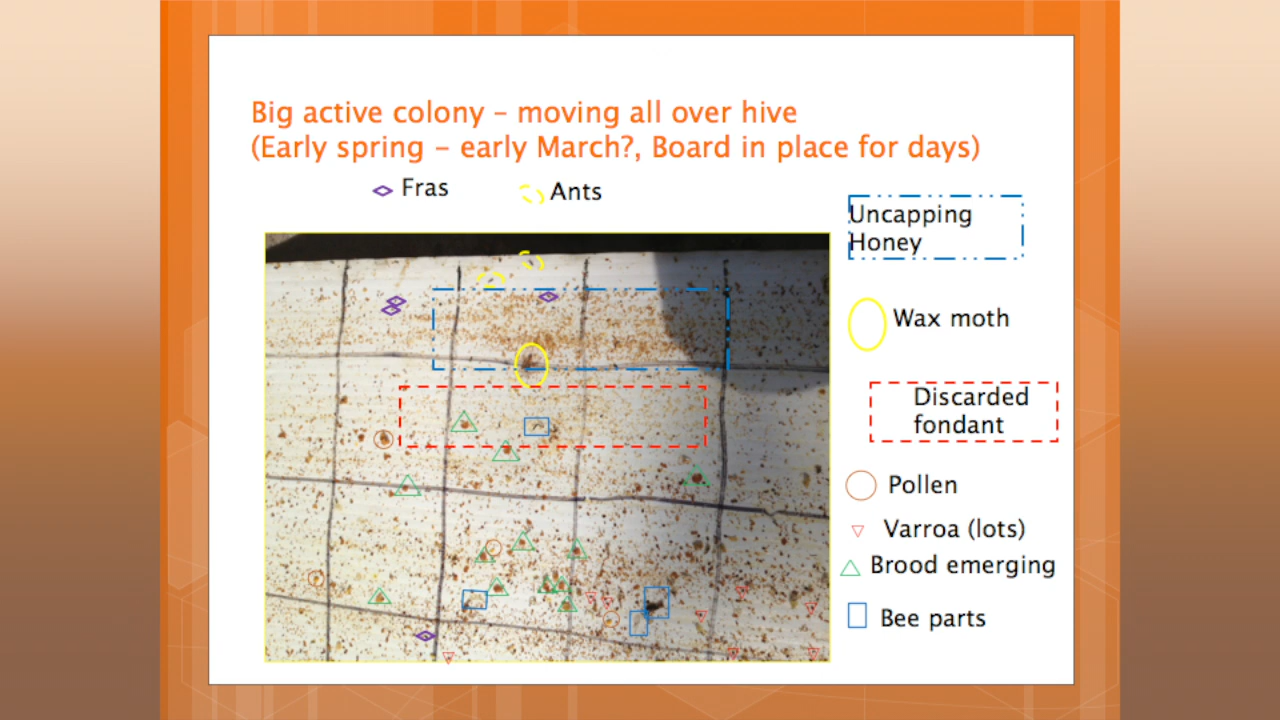 Big active colony – moving all over hive
(Early spring – early March?, Board in place for days)
Fras
Ants
Uncapping
Honey
Wax moth
Discarded
fondant
Pollen
Varroa (lots)
Brood emerging
Bee parts